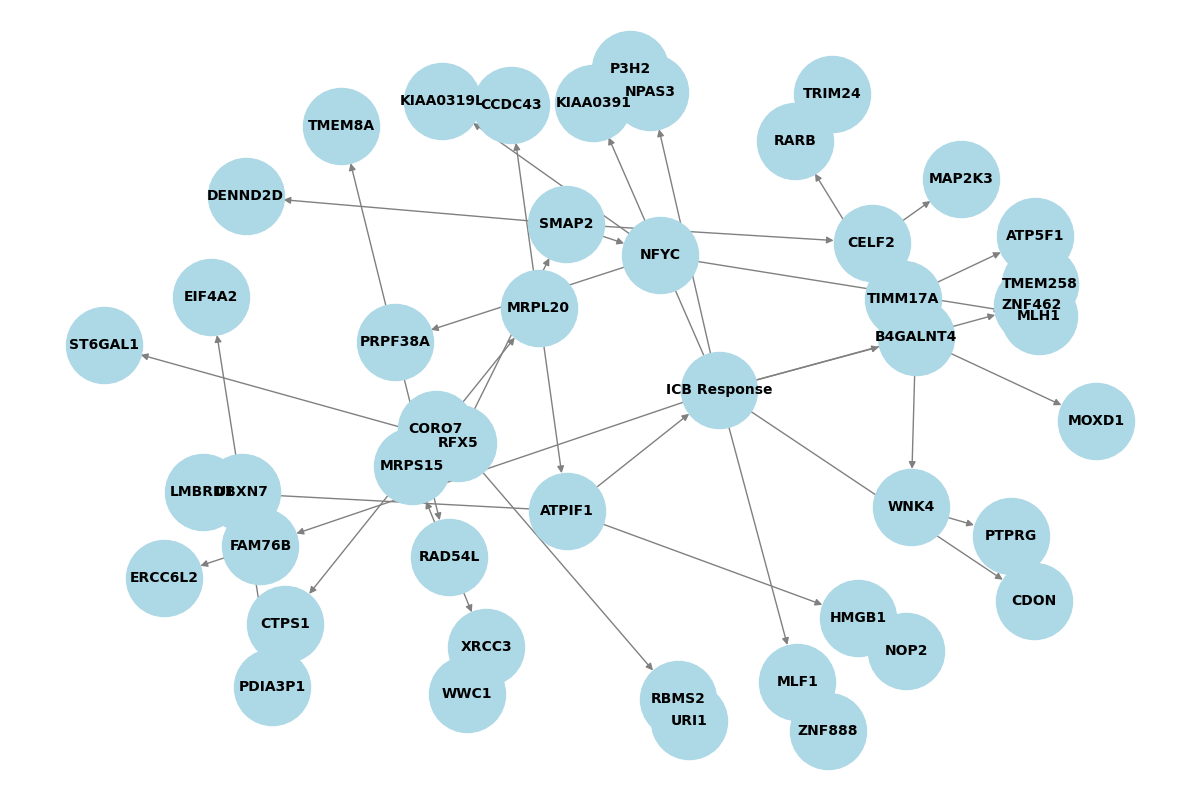 P3H2
TRIM24
NPAS3
KIAA0319L
CCDC43
KIAA0391
TMEM8A
RARB
MAP2K3
DENND2D
SMAP2
ATP5F1
CELF2
NFYC
TMEM258
EIF4A2
TIMM17A
ZNF462
MRPL20
MLH1
B4GALNT4
PRPF38A
ST6GAL1
ICB Response
MOXD1
CORO7
RFX5
MRPS15
UBXN7
WNK4
ATPIF1
PTPRG
FAM76B
RAD54L
ERCC6L2
CDON
HMGB1
CTPS1
XRCC3
NOP2
MLF1
PDIA3P1
WWC1
RBMS2
URI1
ZNF888